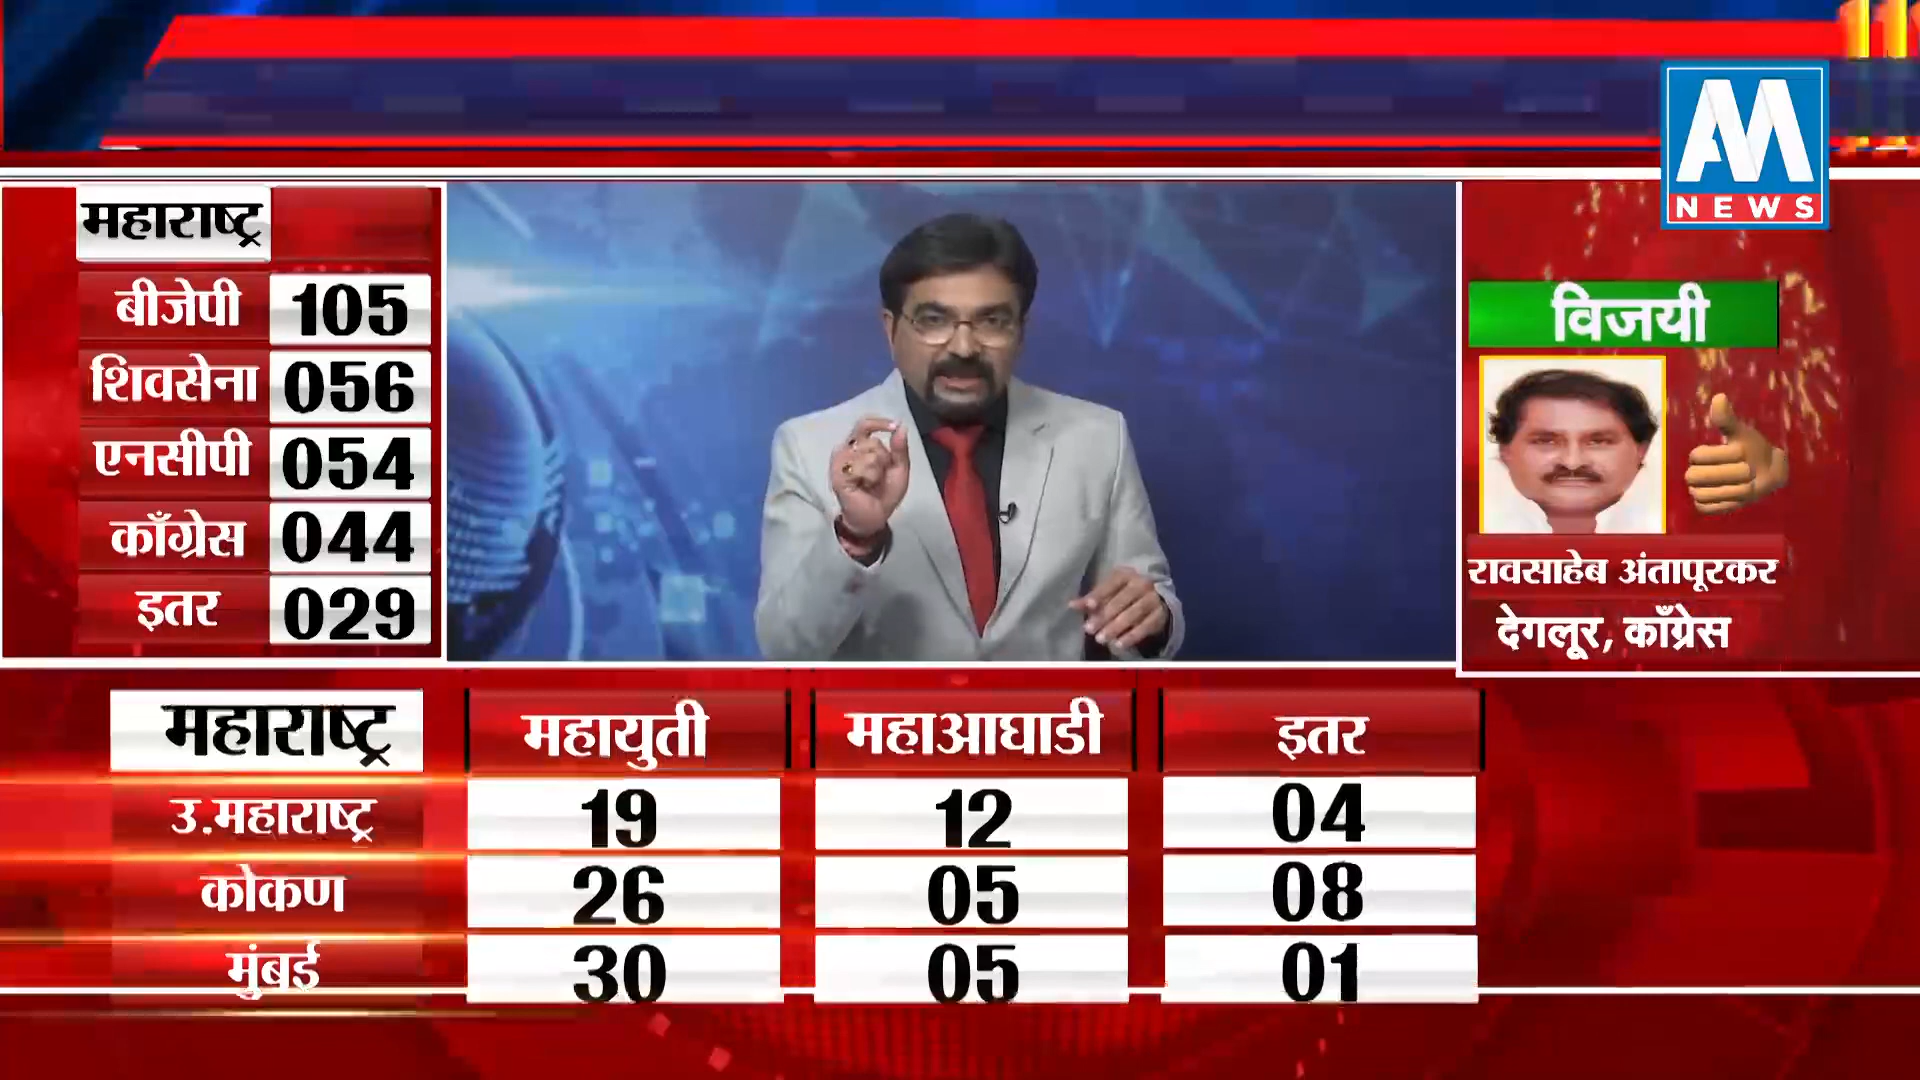 AM
NEWS
महाराष्ट्र
बीजेपी 105
शिवसेना 056
एनसीपी 054
काँग्रेस 044
इतर 029
विजयी
रावसाहेब अंतापूरकर
देगलूर, काँग्रेस
महाराष्ट्र महायुती महाआघाडी इतर
उ.महाराष्ट्र 19 12 04
कोकण 26 05 08
मुंबई 30 05 01